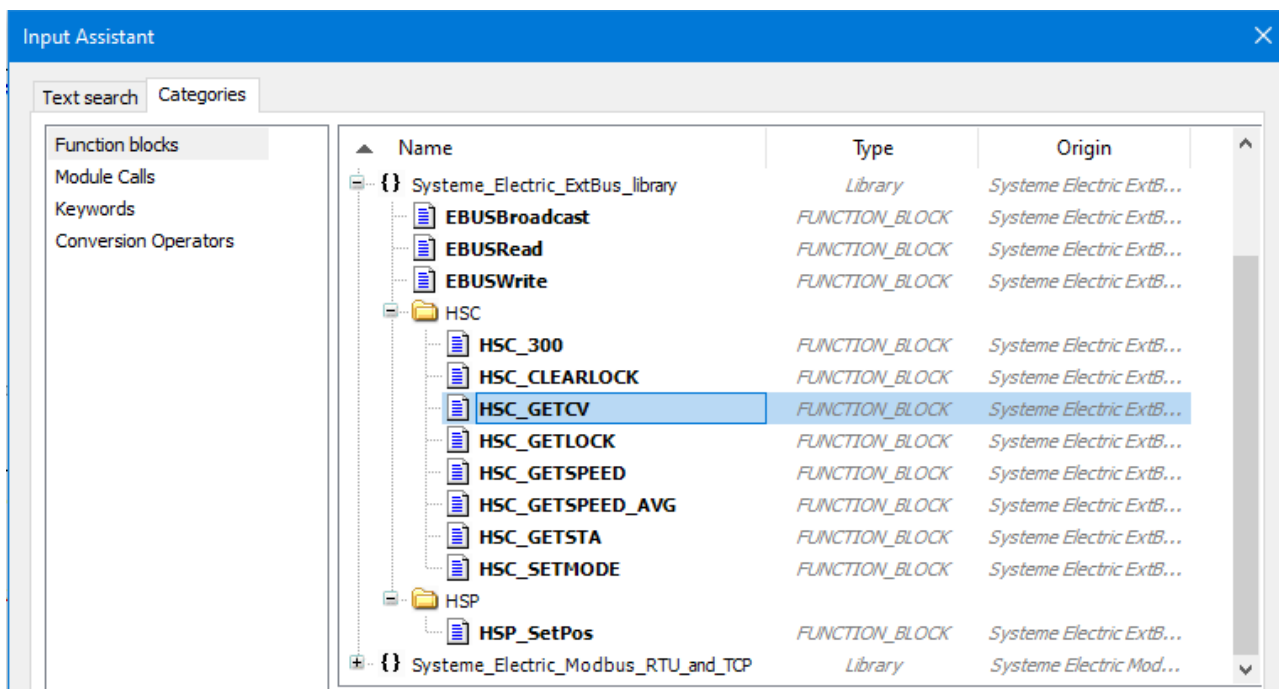 Input Assistant
Text search Categories
Function blocks
Module Calls
Keywords
Conversion Operators
Name Type Origin
{} Systeme_Electric_ExtBus_library Library Systeme Electric ExtB...
EBUSBroadcast FUNCTION_BLOCK Systeme Electric ExtB...
EBUSRead FUNCTION_BLOCK Systeme Electric ExtB...
EBUSWrite FUNCTION_BLOCK Systeme Electric ExtB...
HSC
HSC_300 FUNCTION_BLOCK Systeme Electric ExtB...
HSC_CLEARLOCK FUNCTION_BLOCK Systeme Electric ExtB...
HSC_GETCV FUNCTION_BLOCK Systeme Electric ExtB...
HSC_GETLOCK FUNCTION_BLOCK Systeme Electric ExtB...
HSC_GETSPEED FUNCTION_BLOCK Systeme Electric ExtB...
HSC_GETSPEED_AVG FUNCTION_BLOCK Systeme Electric ExtB...
HSC_GETSTA FUNCTION_BLOCK Systeme Electric ExtB...
HSC_SETMODE FUNCTION_BLOCK Systeme Electric ExtB...
HSP
HSP_SetPos FUNCTION_BLOCK Systeme Electric ExtB...
{} Systeme_Electric_Modbus_RTU_and_TCP Library Systeme Electric Mod...